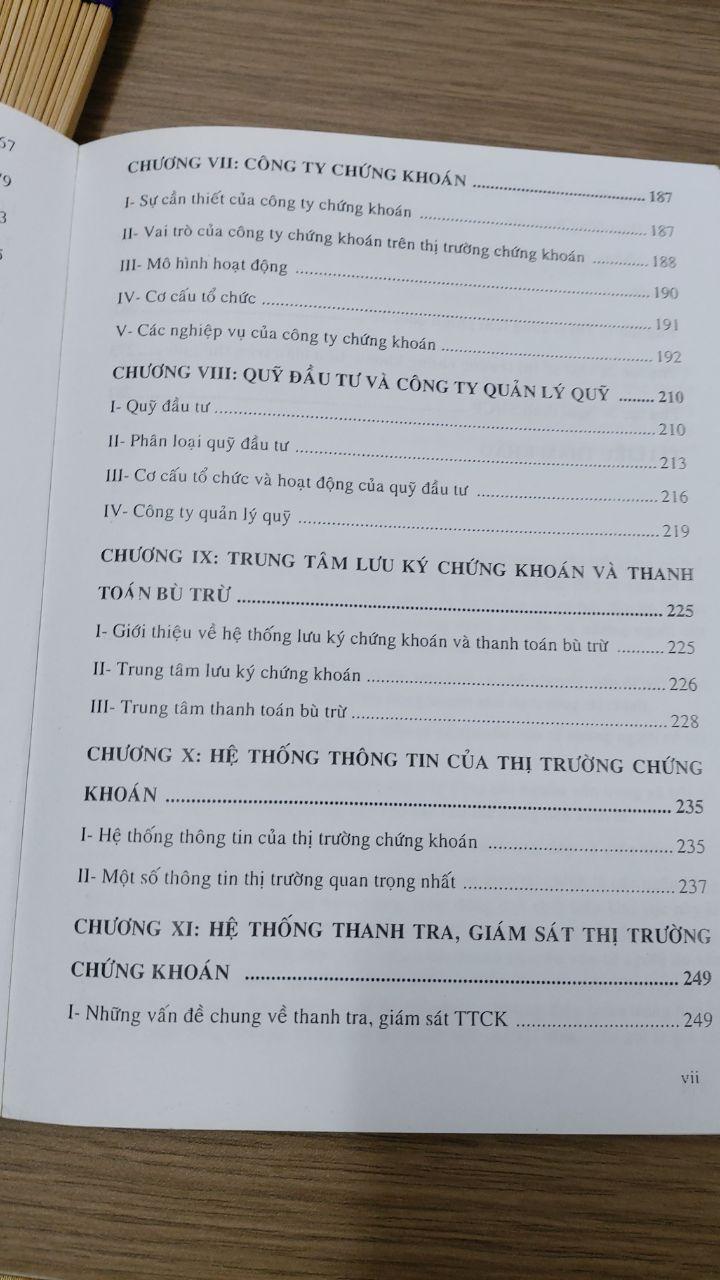 CHƯƠNG VII: CÔNG TY CHỨNG KHOÁN ........ 187
I- Sự cần thiết của công ty chứng khoán ........ 187
II- Vai trò của công ty chứng khoán trên thị trường chứng khoán ........ 188
III- Mô hình hoạt động ........ 190
IV- Cơ cấu tổ chức ........ 191
V- Các nghiệp vụ của công ty chứng khoán ........ 192
CHƯƠNG VIII: QUỸ ĐẦU TƯ VÀ CÔNG TY QUẢN LÝ QUỸ ........ 210
I- Quỹ đầu tư ........ 210
II- Phân loại quỹ đầu tư ........ 213
III- Cơ cấu tổ chức và hoạt động của quỹ đầu tư ........ 216
IV- Công ty quản lý quỹ ........ 219
CHƯƠNG IX: TRUNG TÂM LƯU KÝ CHỨNG KHOÁN VÀ THANH
TOÁN BÙ TRỪ ........ 225
I- Giới thiệu về hệ thống lưu ký chứng khoán và thanh toán bù trừ ........ 225
II- Trung tâm lưu ký chứng khoán ........ 226
III- Trung tâm thanh toán bù trừ ........ 228
CHƯƠNG X: HỆ THỐNG THÔNG TIN CỦA THỊ TRƯỜNG CHỨNG
KHOÁN ........ 235
I- Hệ thống thông tin của thị trường chứng khoán ........ 235
II- Một số thông tin thị trường quan trọng nhất ........ 237
CHƯƠNG XI: HỆ THỐNG THANH TRA, GIÁM SÁT THỊ TRƯỜNG
CHỨNG KHOÁN ........ 249
I- Những vấn đề chung về thanh tra, giám sát TTCK ........ 249
vii